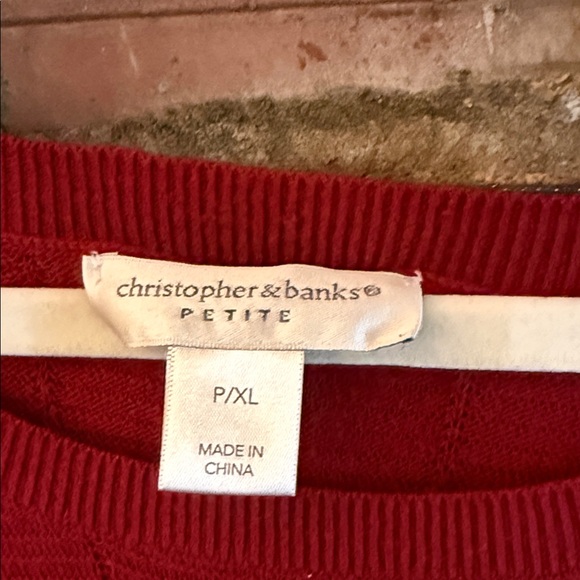 christopher&banks®
PETITE
P/XL
MADE IN
CHINA